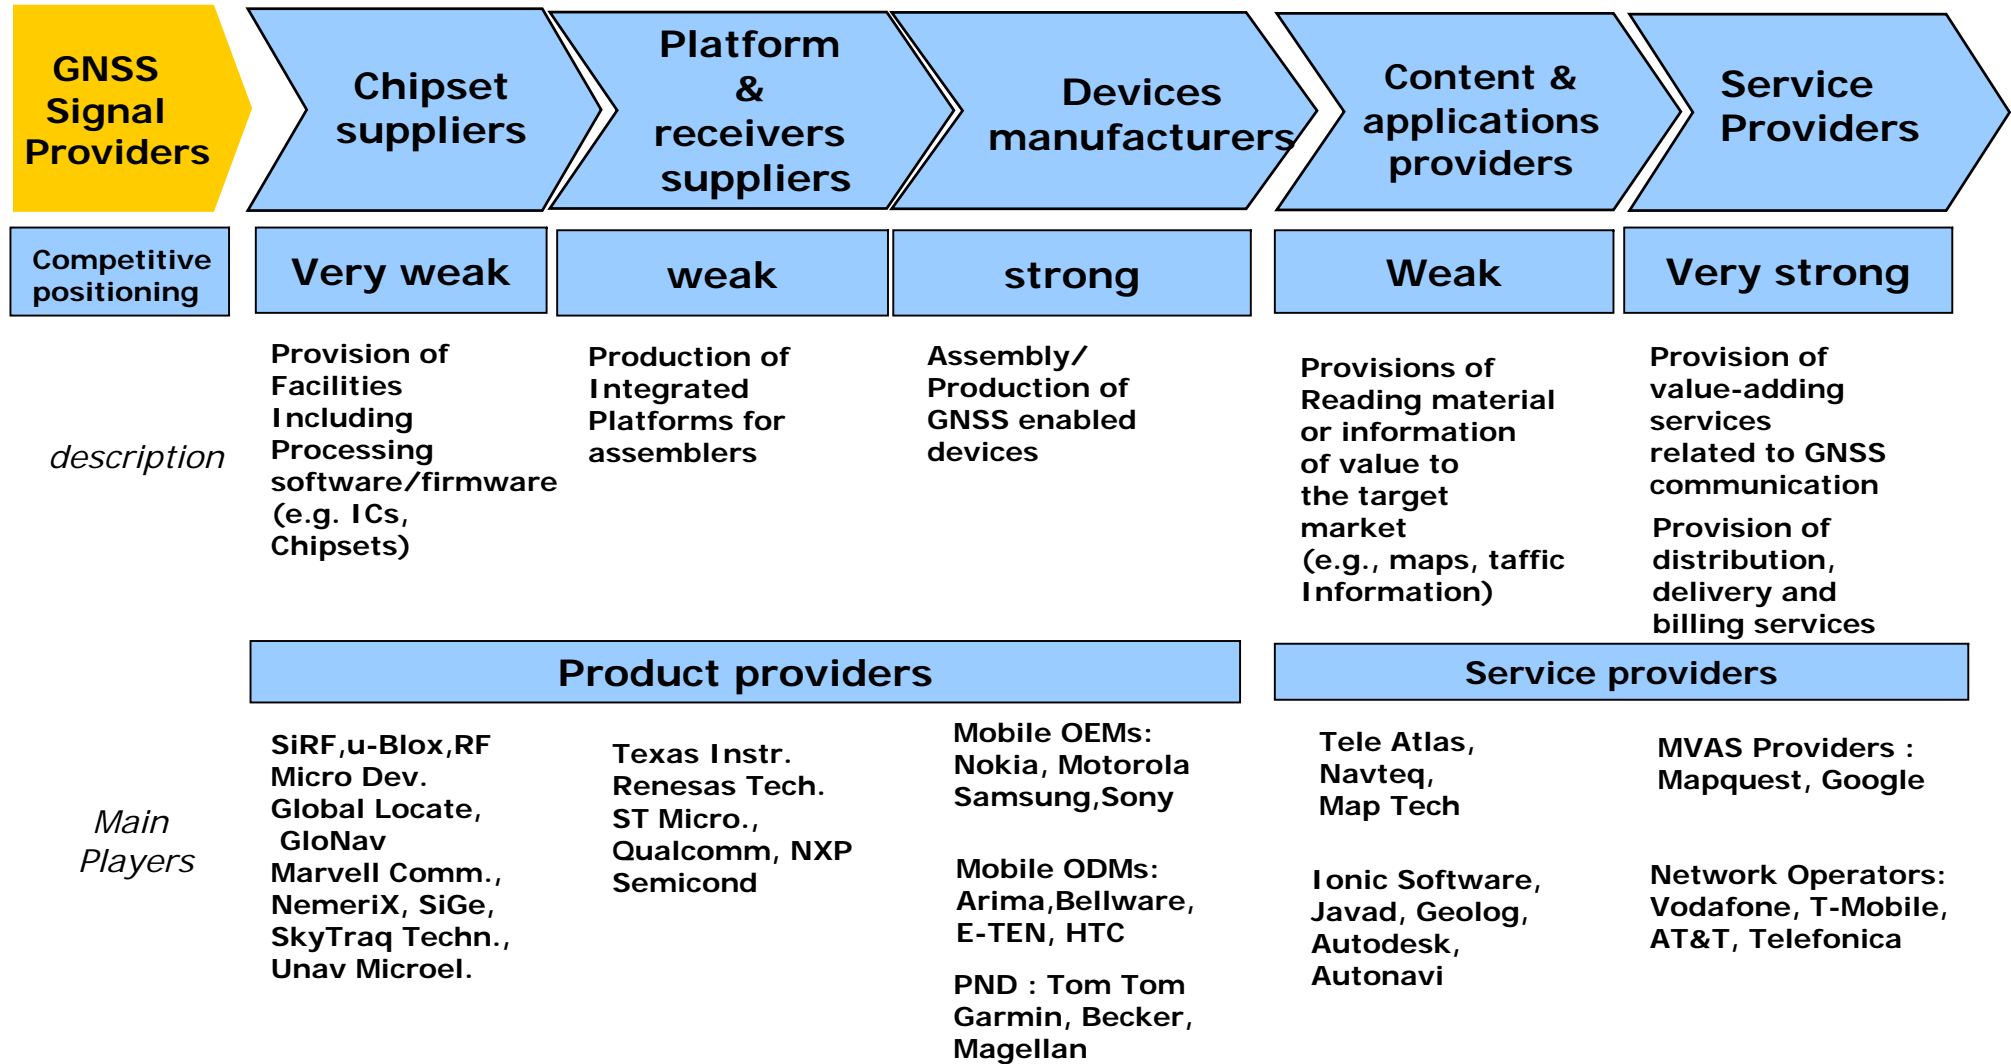 GNSS
Signal
Providers
Chipset
suppliers
Platform
&
receivers
suppliers
Devices
manufacturers
Content &
applications
providers
Service
Providers
Competitive
positioning
Very weak
weak
strong
Weak
Very strong
description
Provision of
Facilities
Including
Processing
software/firmware
(e.g. ICs,
Chipsets)
Production of
Integrated
Platforms for
assemblers
Assembly/
Production of
GNSS enabled
devices
Provisions of
Reading material
or information
of value to
the target
market
(e.g., maps, taffic
Information)
Provision of
value-adding
services
related to GNSS
communication
Provision of
distribution,
delivery and
billing services
Product providers
Service providers
Main
Players
SiRF,u-Blox,RF
Micro Dev.
Global Locate,
GloNav
Marvell Comm.,
NemeriX, SiGe,
SkyTraq Techn.,
Unav Microel.
Texas Instr.
Renesas Tech.
ST Micro.,
Qualcomm, NXP
Semicond
Mobile OEMs:
Nokia, Motorola
Samsung,Sony
Mobile ODMs:
Arima,Bellware,
E-TEN, HTC
PND : Tom Tom
Garmin, Becker,
Magellan
Tele Atlas,
Navteq,
Map Tech
Ionic Software,
Javad, Geolog,
Autodesk,
Autonavi
MVAS Providers :
Mapquest, Google
Network Operators:
Vodafone, T-Mobile,
AT&T, Telefonica